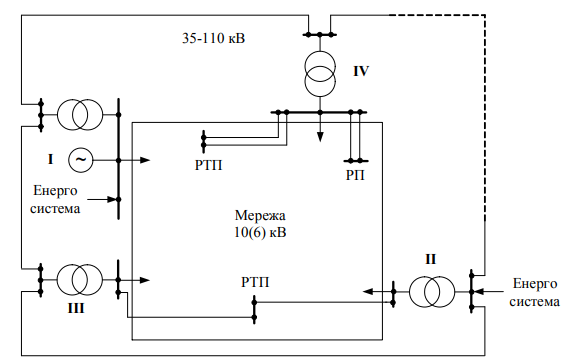 35-110 кВ
IV
РТП
РП
I
~
Енерго
система
Мережа
10(6) кВ
II
РТП
Енерго
система
III